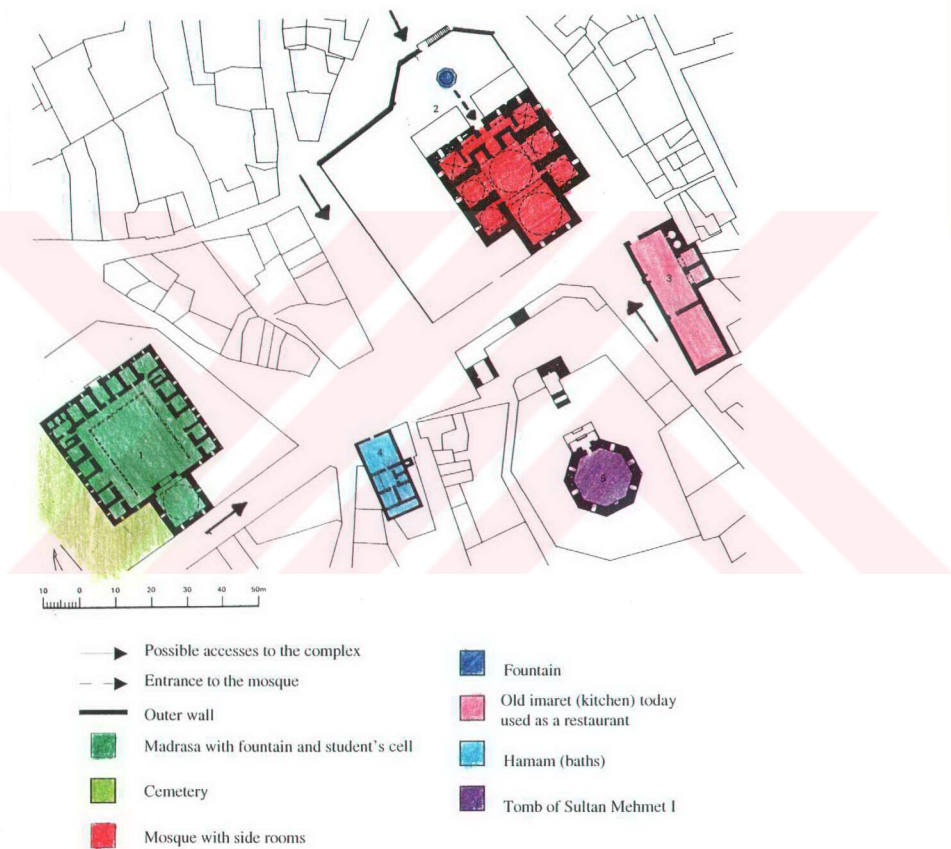 2
3
1
4
5
10 0 10 20 30 40 50m
Possible accesses to the complex
Entrance to the mosque
Outer wall
Madrasa with fountain and student's cell
Cemetery
Mosque with side rooms
Fountain
Old imaret (kitchen) today
used as a restaurant
Hamam (baths)
Tomb of Sultan Mehmet I